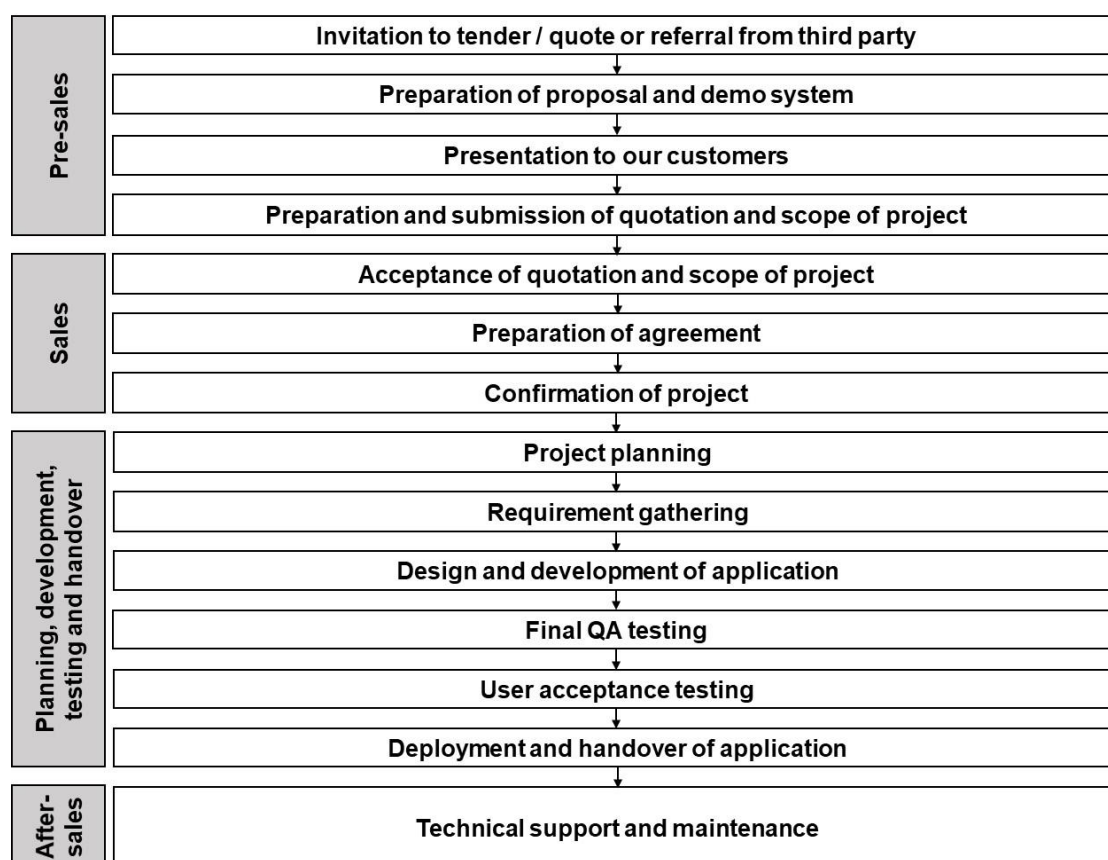 Pre-sales
Invitation to tender / quote or referral from third party
Preparation of proposal and demo system
Presentation to our customers
Preparation and submission of quotation and scope of project
Sales
Acceptance of quotation and scope of project
Preparation of agreement
Confirmation of project
Planning, development,
testing and handover
Project planning
Requirement gathering
Design and development of application
Final QA testing
User acceptance testing
Deployment and handover of application
After-
sales
Technical support and maintenance